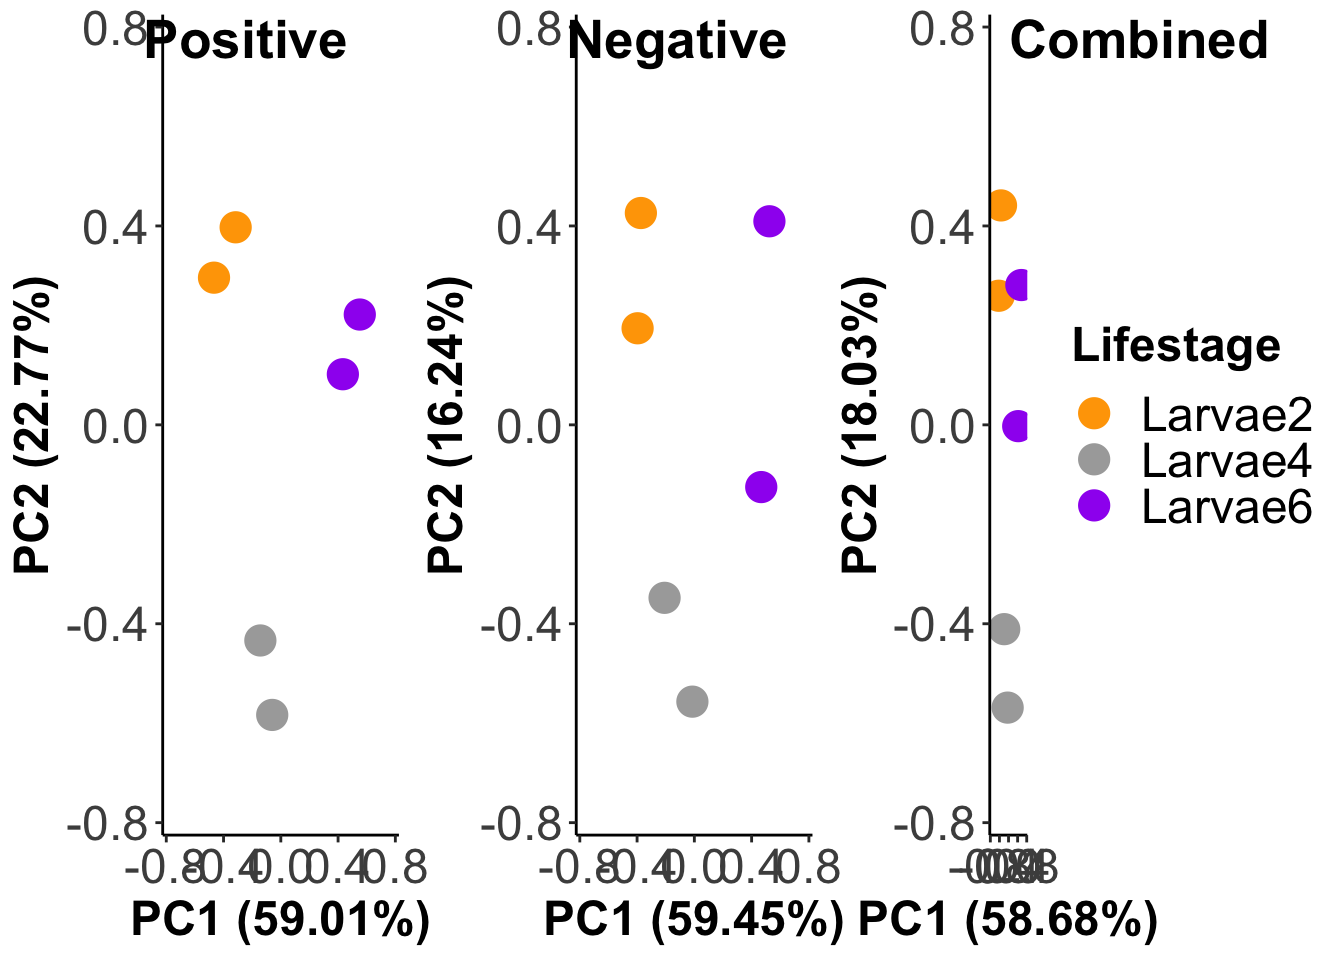 Positive
0.8
0.4
0.0
-0.4
-0.8
PC2 (22.77%)
-0.8 -0.4 0.0 0.4 0.8
PC1 (59.01%)
Negative
0.8
0.4
0.0
-0.4
-0.8
PC2 (16.24%)
-0.8 -0.4 0.0 0.4 0.8
PC1 (59.45%)
Combined
0.8
0.4
0.0
-0.4
-0.8
PC2 (18.03%)
PC1 (58.68%)
Lifestage
Larvae2
Larvae4
Larvae6